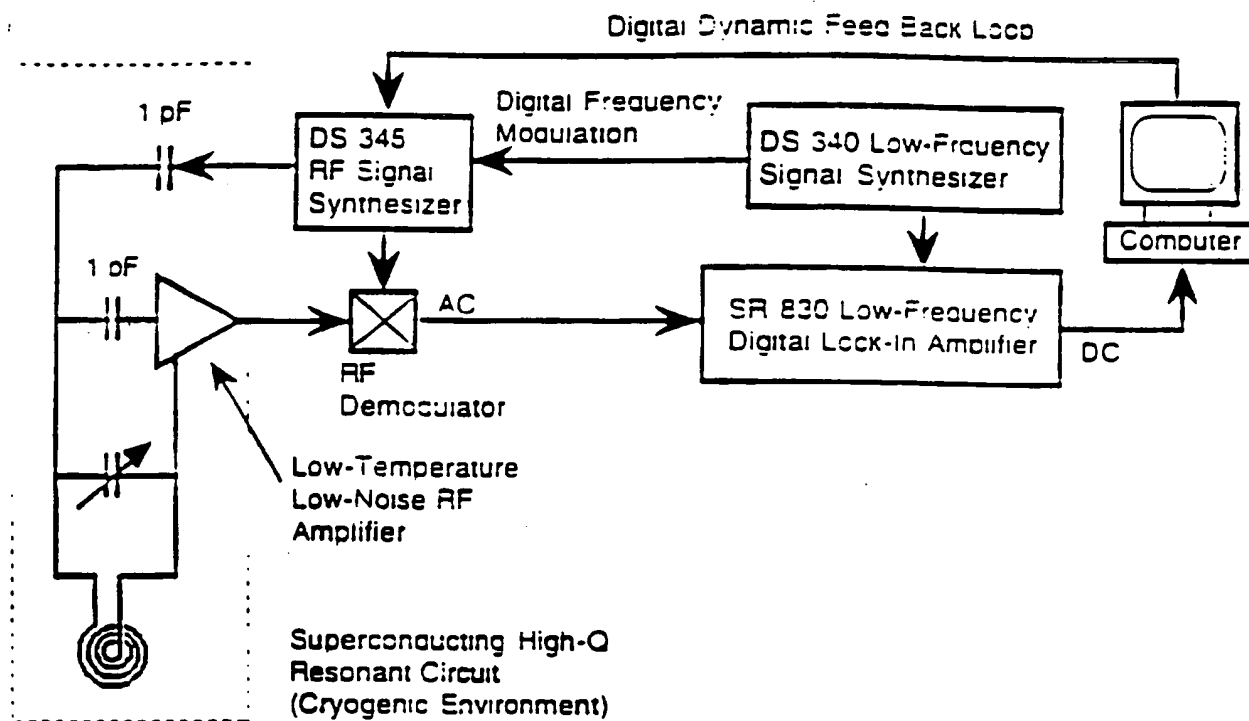 Digital Dynamic Feed Back Loop
1 pF
DS 345
RF Signal
Synthesizer
Digital Frequency
Modulation
DS 340 Low-Frquency
Signal Synthesizer
Computer
1 pF
AC
SR 830 Low-Frequency
Digital Lock-In Amplifier
DC
RF
Demodulator
Low-Temperature
Low-Noise RF
Amplifier
Superconducting High-Q
Resonant Circuit
(Cryogenic Environment)